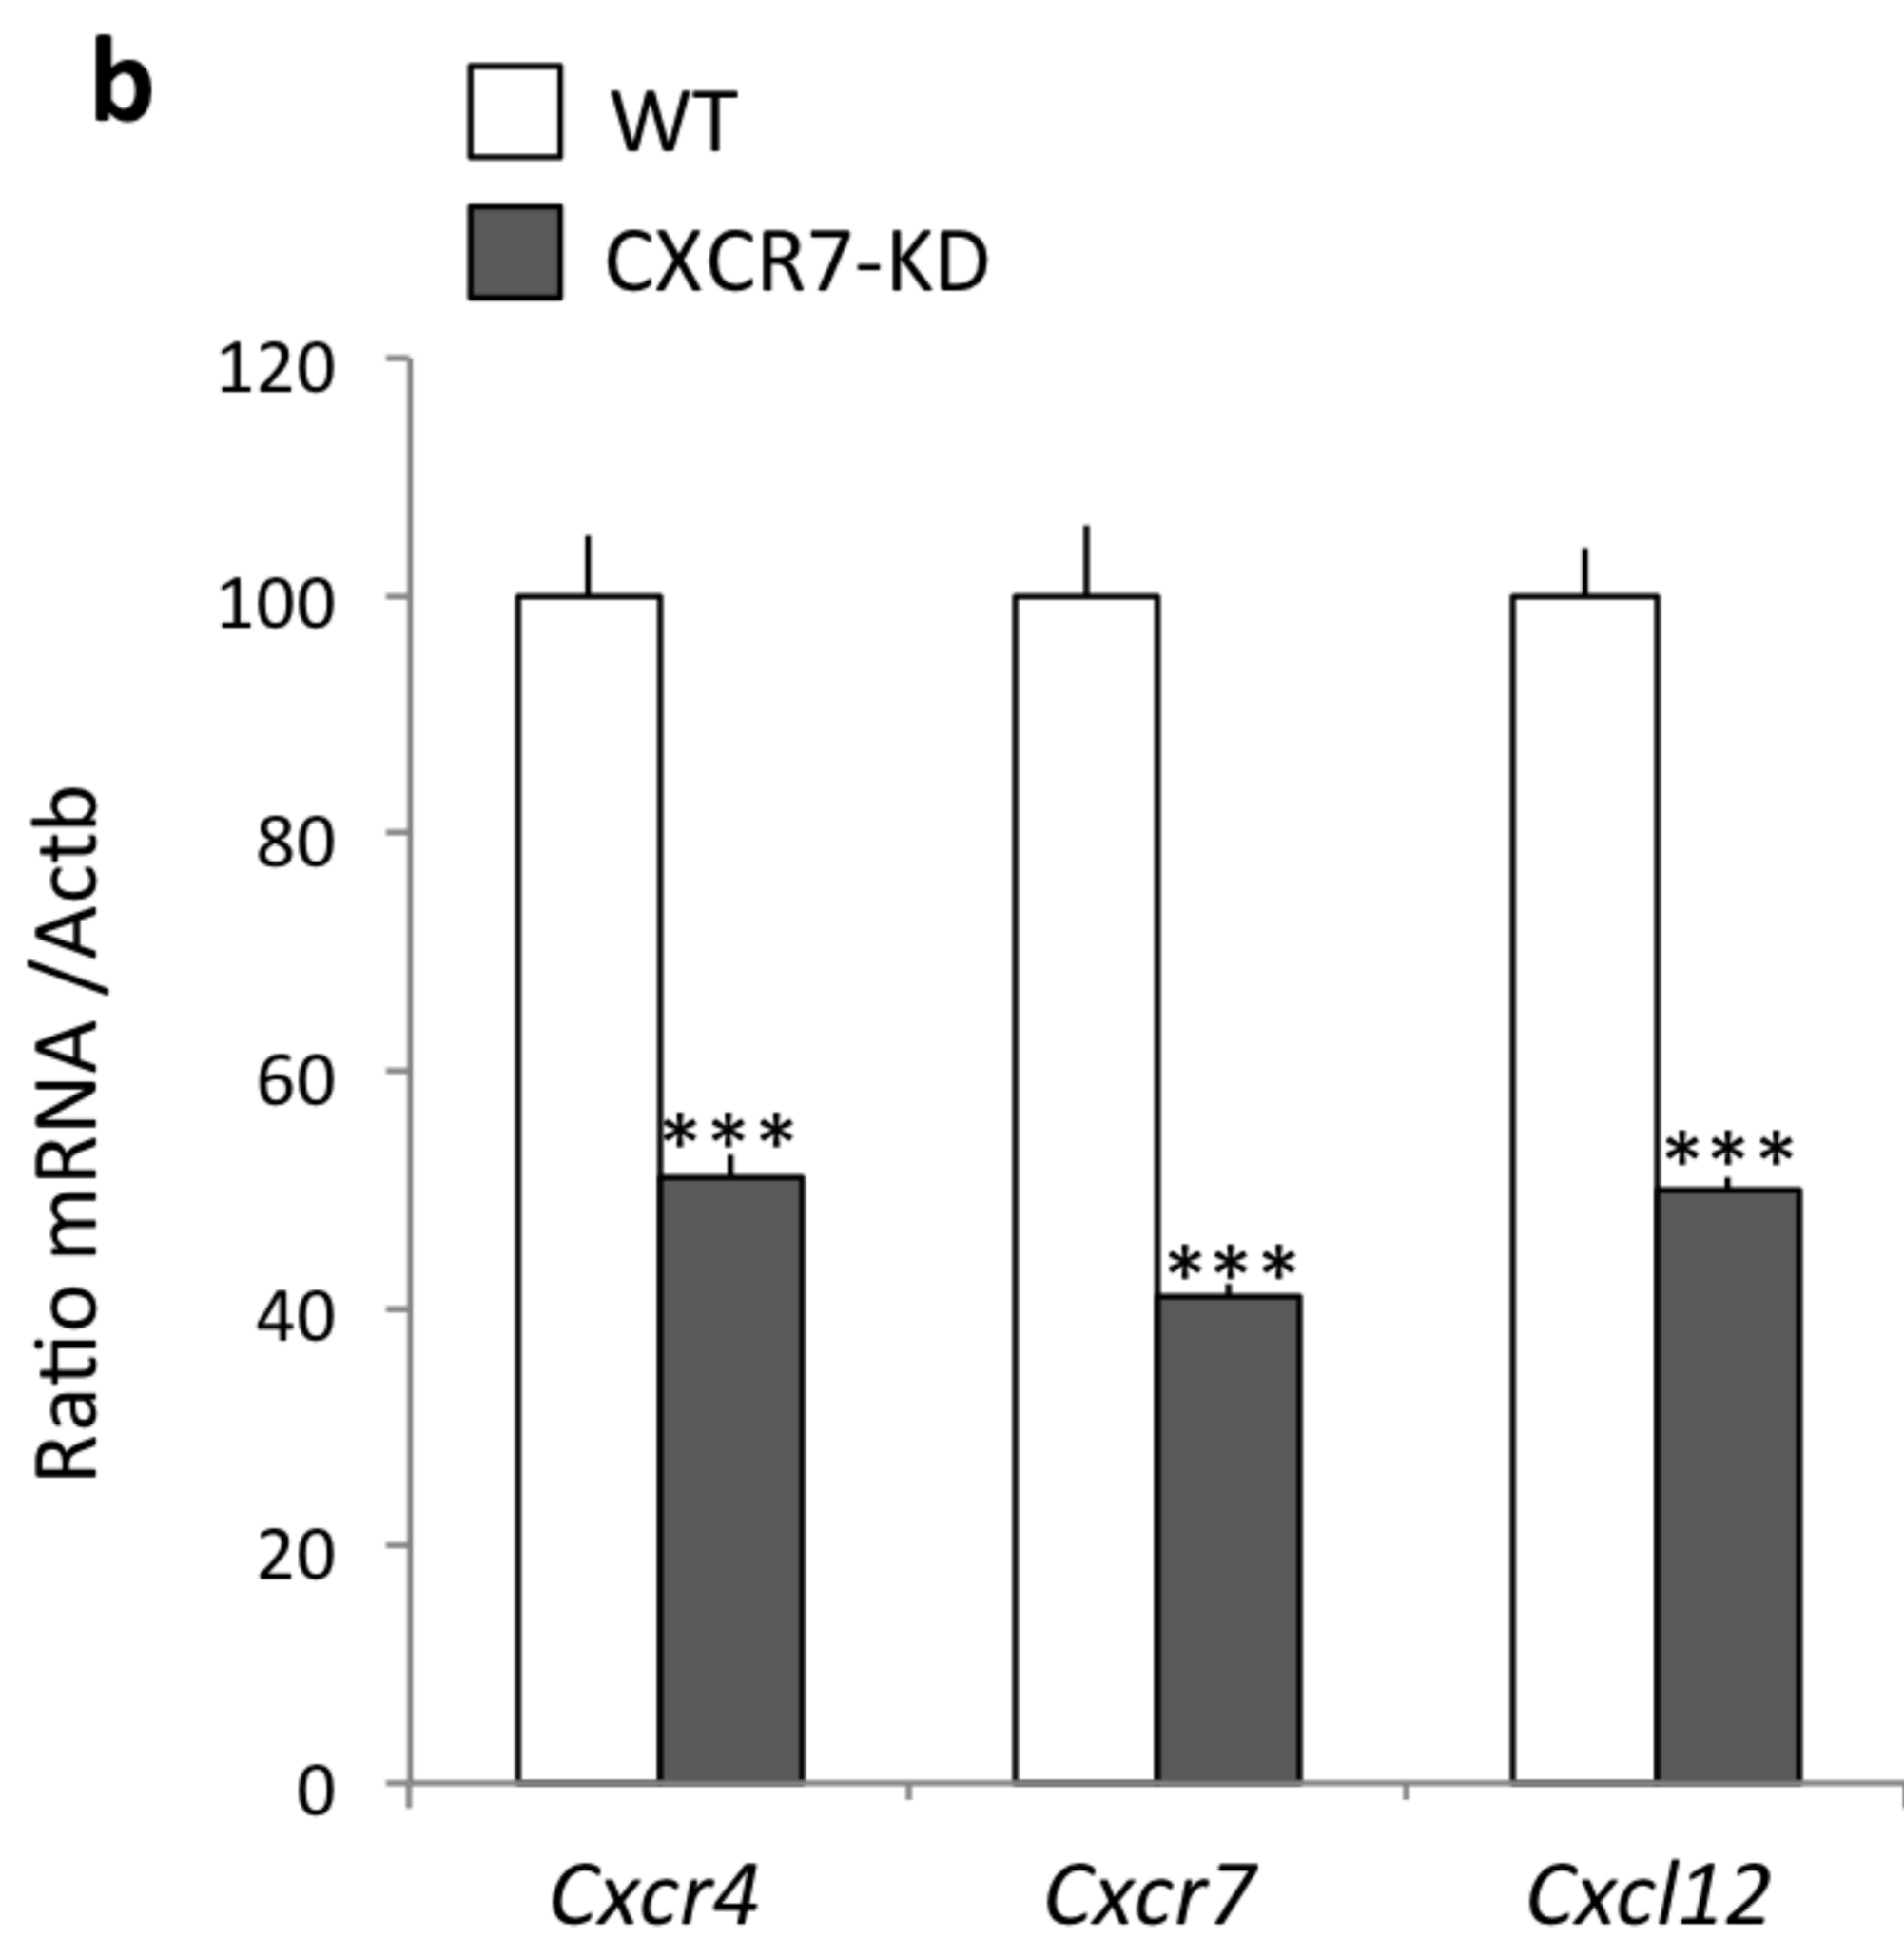 b
WT
CXCR7-KD
120
100
80
60
40
20
0
Ratio mRNA /Actb
***
***
***
Cxcr4
Cxcr7
Cxcl12